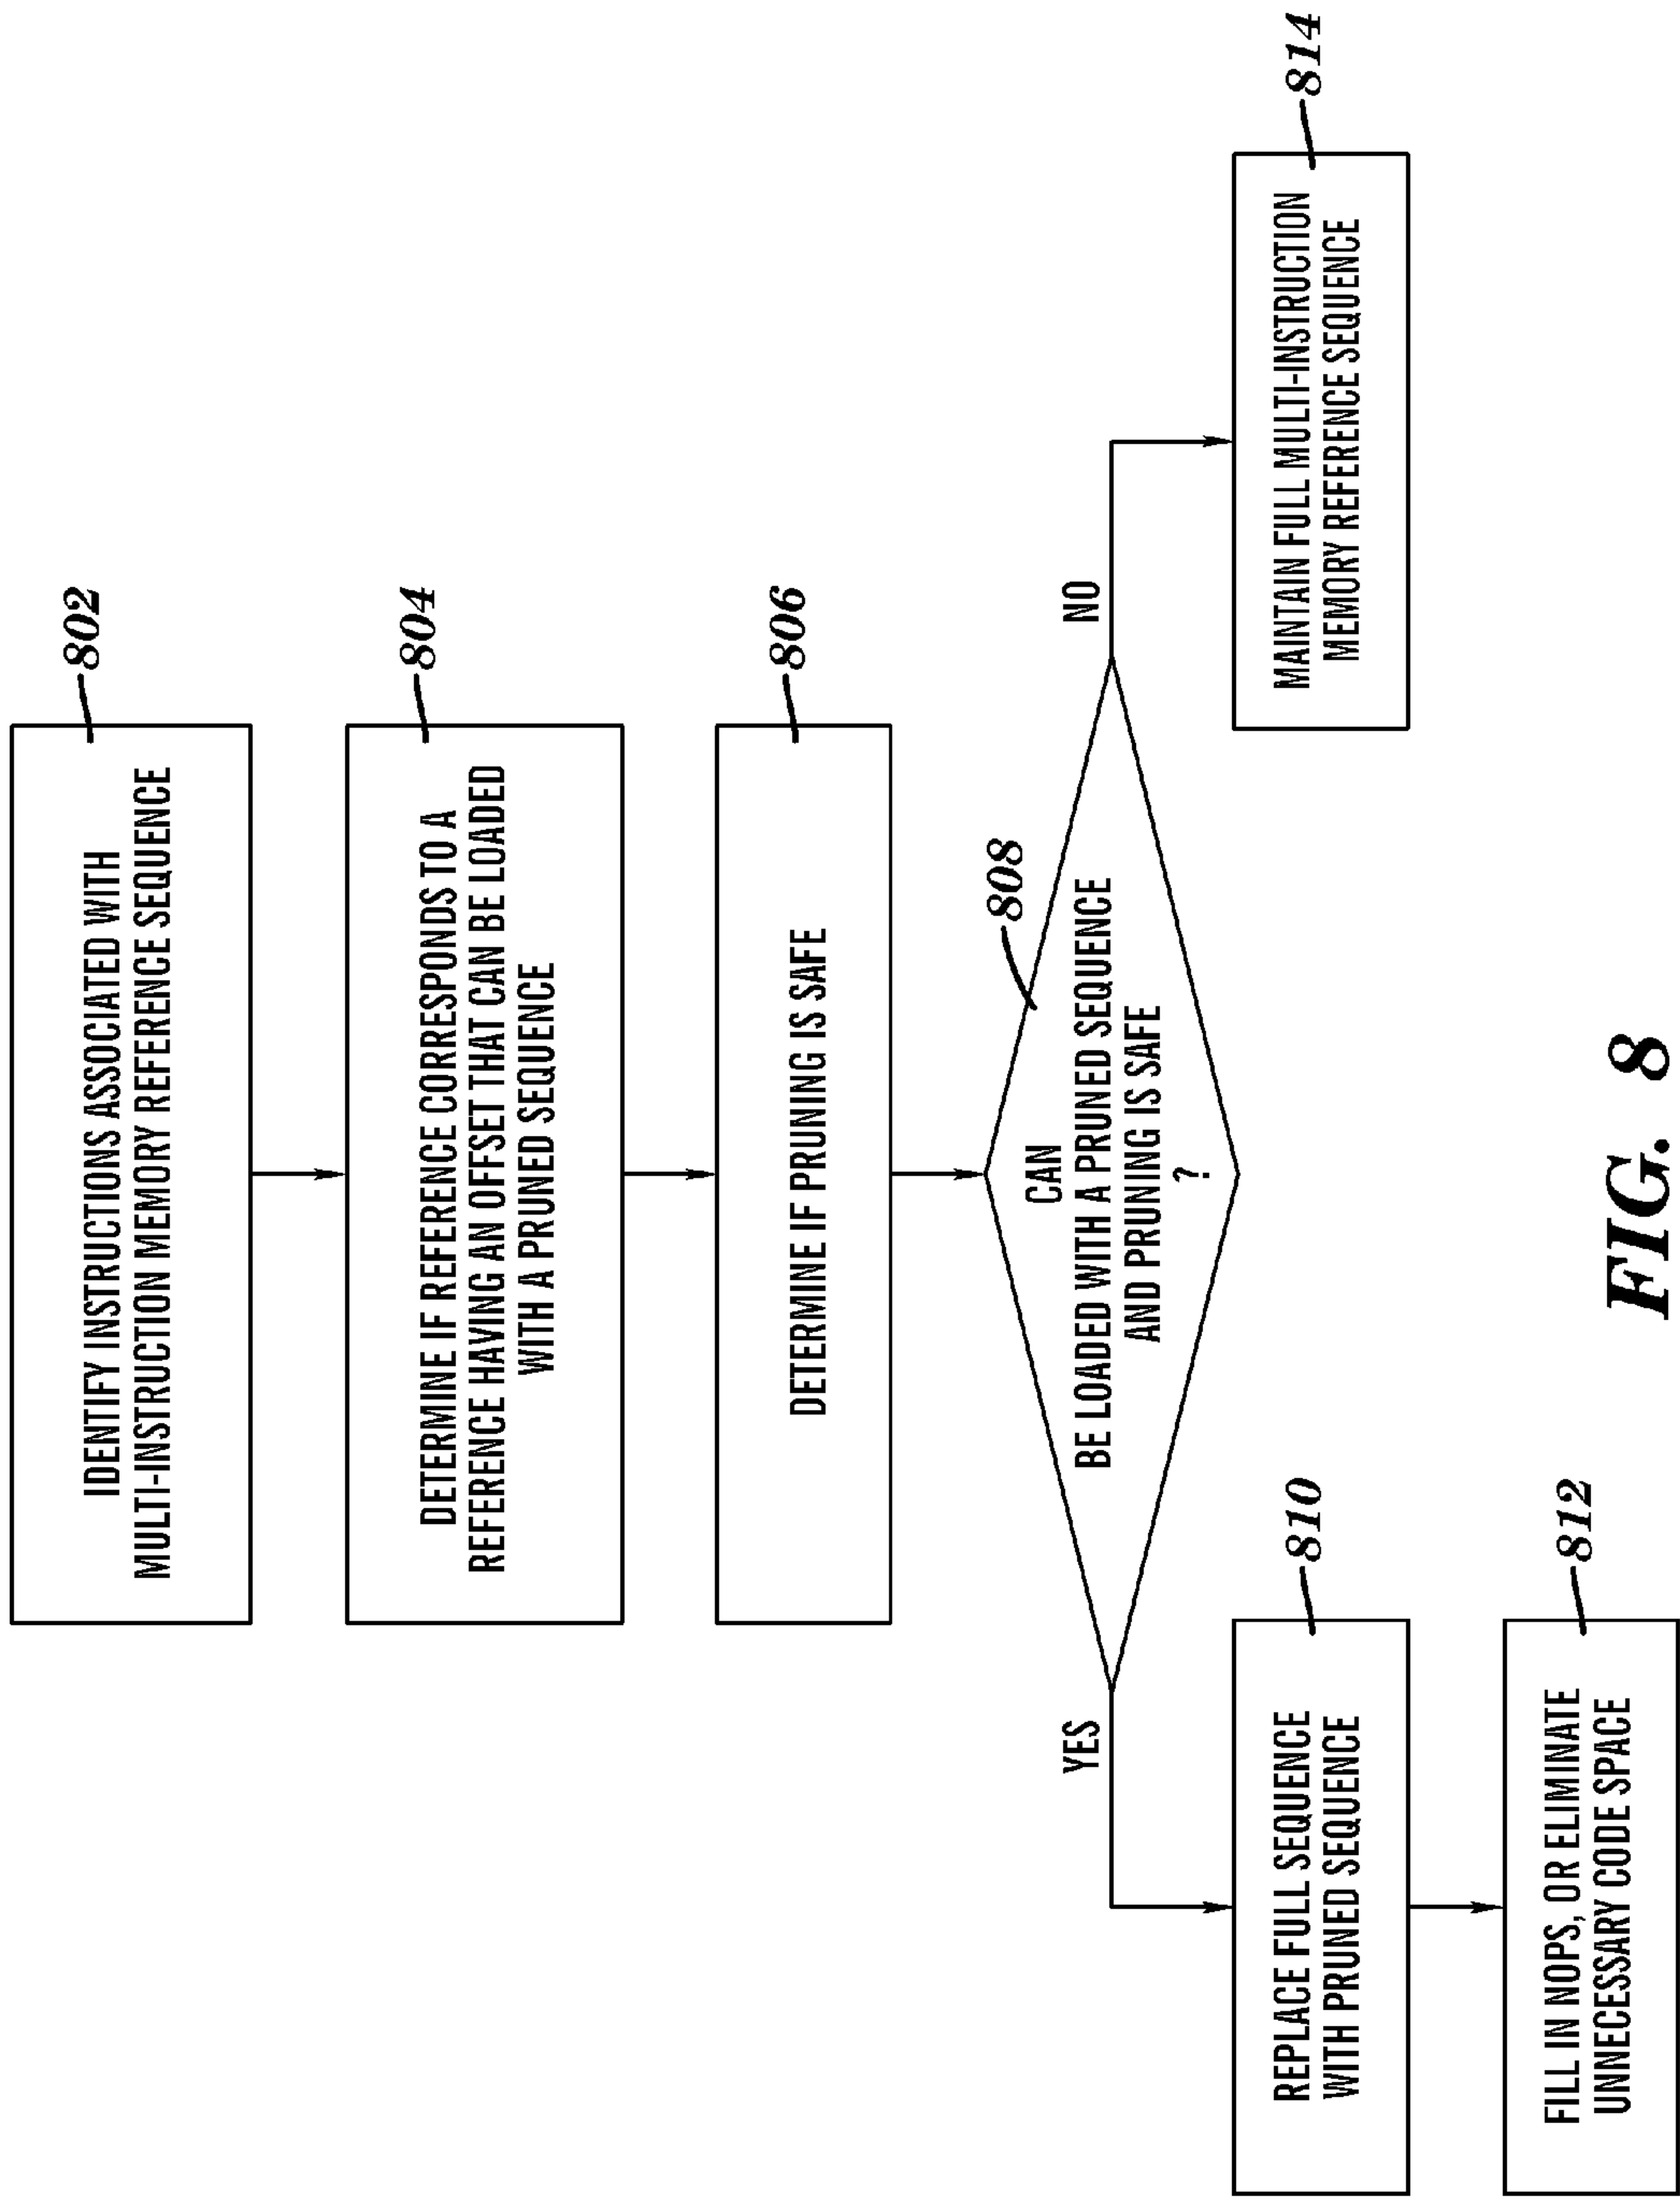 802
IDENTIFY INSTRUCTIONS ASSOCIATED WITH
MULTI-INSTRUCTION MEMORY REFERENCE SEQUENCE
804
DETERMINE IF REFERENCE CORRESPONDS TO A
REFERENCE HAVING AN OFFSET THAT CAN BE LOADED
WITH A PRUNED SEQUENCE
806
DETERMINE IF PRUNING IS SAFE
808
CAN
BE LOADED WITH A PRUNED SEQUENCE
AND PRUNING IS SAFE
?
YES
NO
810
REPLACE FULL SEQUENCE
WITH PRUNED SEQUENCE
814
MAINTAIN FULL MULTI-INSTRUCTION
MEMORY REFERENCE SEQUENCE
812
FILL IN NOPS, OR ELIMINATE
UNNECESSARY CODE SPACE
FIG. 8